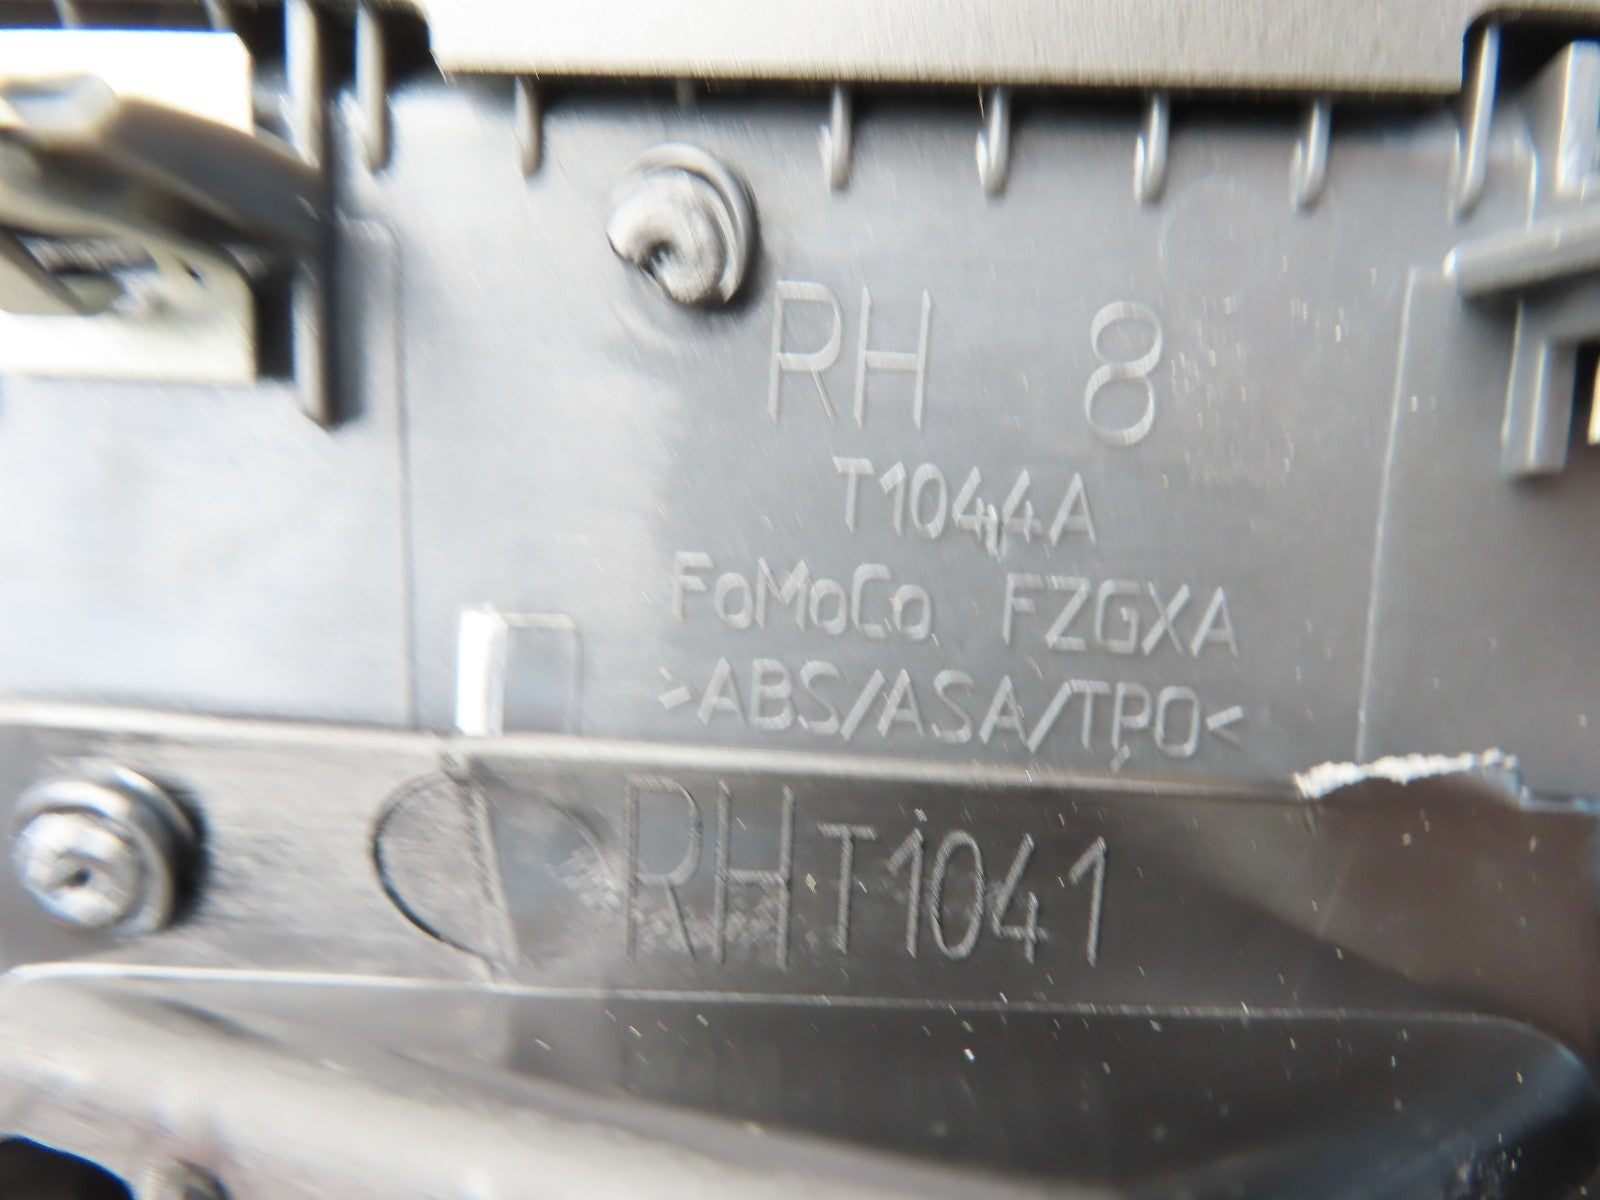 RH 8
T1044A
FoMoCo FZGXA
>ABS/ASA/TPO<
RH T1041